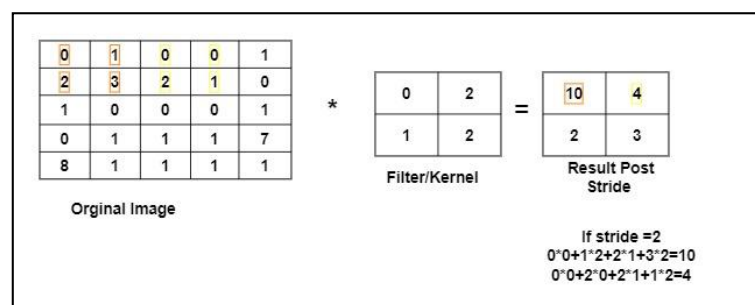 0 1 0 0 1
2 3 2 1 0
1 0 0 0 1
0 1 1 1 7
8 1 1 1 1
Orginal Image
*
0 2
1 2
Filter/Kernel
=
10 4
2 3
Result Post
Stride
If stride =2
0*0+1*2+2*1+3*2=10
0*0+2*0+2*1+1*2=4